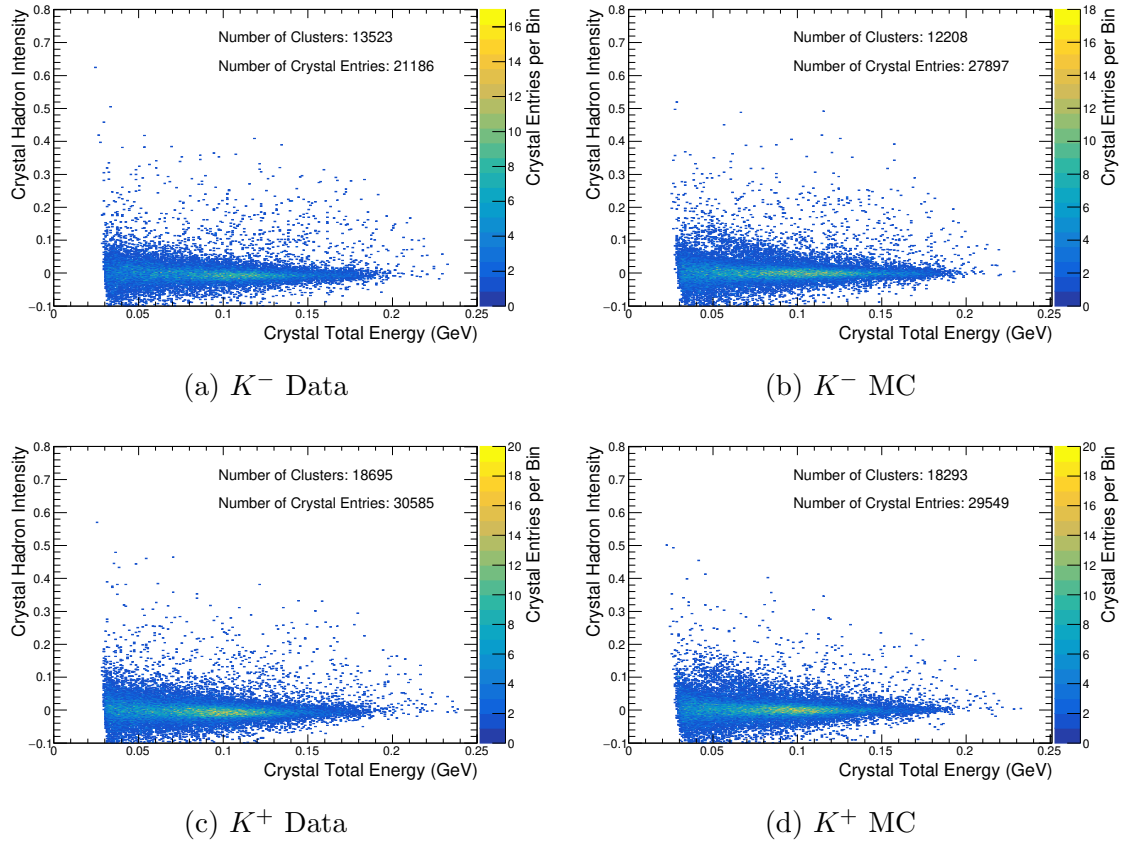 Crystal Hadron Intensity
0.8
0.7
0.6
0.5
0.4
0.3
0.2
0.1
0
−0.1
Number of Clusters: 13523
Number of Crystal Entries: 21186
0 0.05 0.1 0.15 0.2 0.25
Crystal Total Energy (GeV)
16
14
12
10
8
6
4
2
0
Crystal Entries per Bin
(a) K− Data
Crystal Hadron Intensity
0.8
0.7
0.6
0.5
0.4
0.3
0.2
0.1
0
−0.1
Number of Clusters: 12208
Number of Crystal Entries: 27897
0 0.05 0.1 0.15 0.2 0.25
Crystal Total Energy (GeV)
18
16
14
12
10
8
6
4
2
0
Crystal Entries per Bin
(b) K− MC
Crystal Hadron Intensity
0.8
0.7
0.6
0.5
0.4
0.3
0.2
0.1
0
−0.1
Number of Clusters: 18695
Number of Crystal Entries: 30585
0 0.05 0.1 0.15 0.2 0.25
Crystal Total Energy (GeV)
20
18
16
14
12
10
8
6
4
2
0
Crystal Entries per Bin
(c) K+ Data
Crystal Hadron Intensity
0.8
0.7
0.6
0.5
0.4
0.3
0.2
0.1
0
−0.1
Number of Clusters: 18293
Number of Crystal Entries: 29549
0 0.05 0.1 0.15 0.2 0.25
Crystal Total Energy (GeV)
20
18
16
14
12
10
8
6
4
2
0
Crystal Entries per Bin
(d) K+ MC